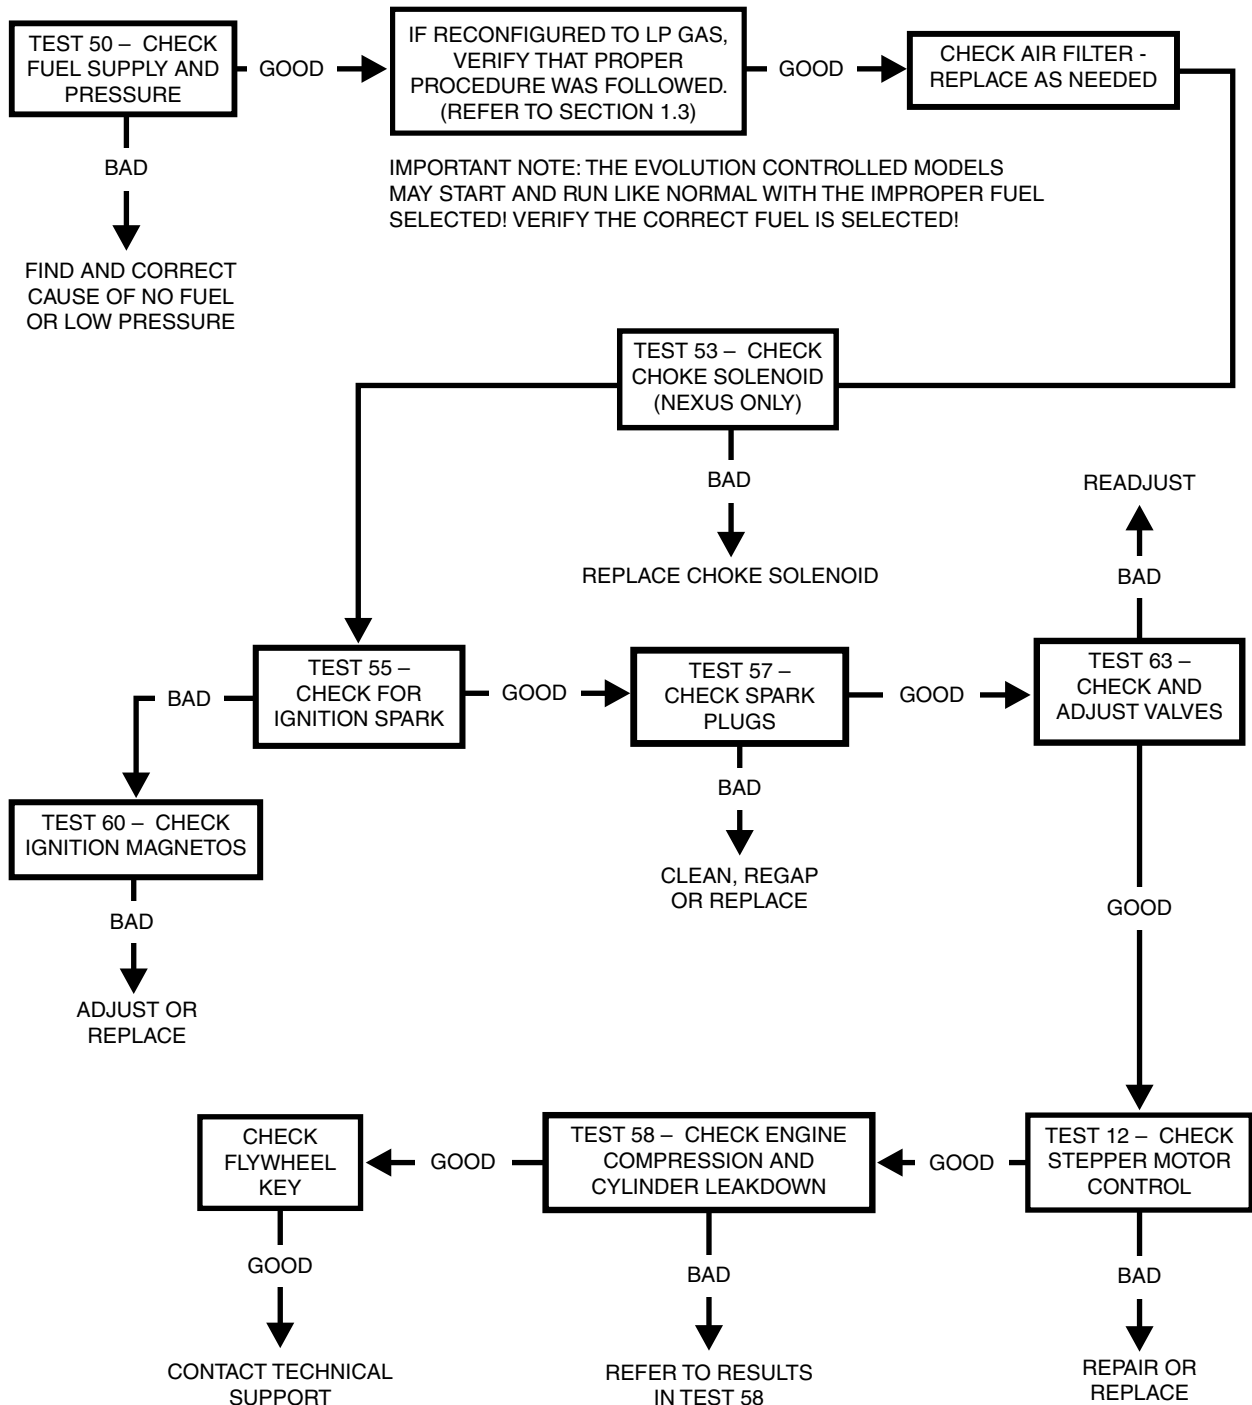 TEST 50 – CHECK
FUEL SUPPLY AND
PRESSURE
GOOD
IF RECONFIGURED TO LP GAS,
VERIFY THAT PROPER
PROCEDURE WAS FOLLOWED.
(REFER TO SECTION 1.3)
GOOD
CHECK AIR FILTER -
REPLACE AS NEEDED
BAD
FIND AND CORRECT
CAUSE OF NO FUEL
OR LOW PRESSURE
IMPORTANT NOTE: THE EVOLUTION CONTROLLED MODELS
MAY START AND RUN LIKE NORMAL WITH THE IMPROPER FUEL
SELECTED! VERIFY THE CORRECT FUEL IS SELECTED!
TEST 53 – CHECK
CHOKE SOLENOID
(NEXUS ONLY)
BAD
REPLACE CHOKE SOLENOID
READJUST
BAD
TEST 55 –
CHECK FOR
IGNITION SPARK
GOOD
TEST 57 –
CHECK SPARK
PLUGS
GOOD
TEST 63 –
CHECK AND
ADJUST VALVES
BAD
TEST 60 – CHECK
IGNITION MAGNETOS
BAD
ADJUST OR
REPLACE
BAD
CLEAN, REGAP
OR REPLACE
GOOD
TEST 12 – CHECK
STEPPER MOTOR
CONTROL
GOOD
TEST 58 – CHECK ENGINE
COMPRESSION AND
CYLINDER LEAKDOWN
GOOD
CHECK
FLYWHEEL
KEY
GOOD
CONTACT TECHNICAL
SUPPORT
BAD
REFER TO RESULTS
IN TEST 58
BAD
REPAIR OR
REPLACE